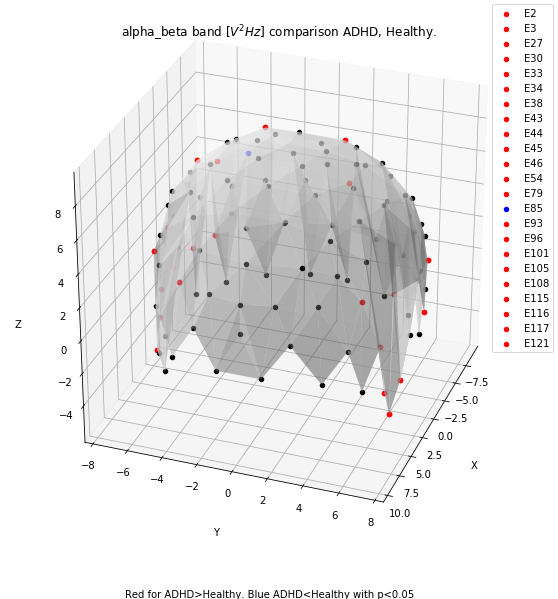 alpha_beta band [V²Hz] comparison ADHD, Healthy.
E2
E3
E27
E30
E33
E34
E38
E43
E44
E45
E46
E54
E79
E85
E93
E96
E101
E105
E108
E115
E116
E117
E121
8
6
4
2
0
−2
−4
Z
−8
−6
−4
−2
0
2
4
6
8
Y
−7.5
−5.0
−2.5
0.0
2.5
5.0
7.5
10.0
X
Red for ADHD>Healthy. Blue ADHD<Healthy with p<0.05